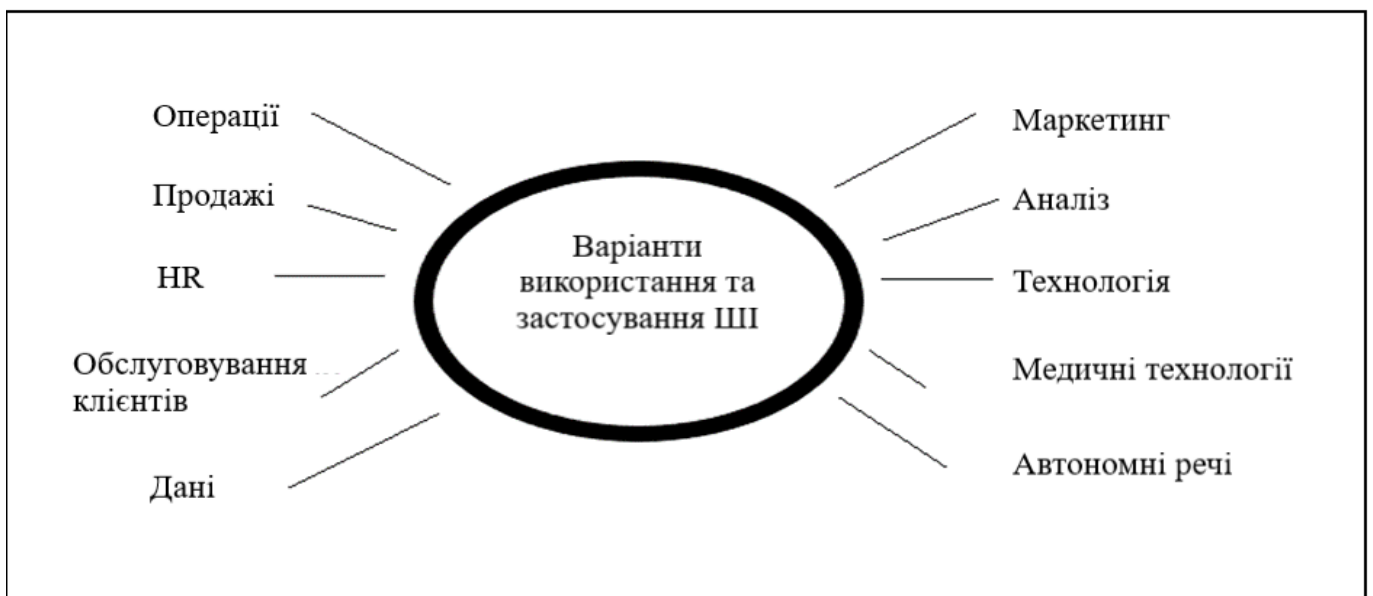 Операції
Продажі
HR
Обслуговування
клієнтів
Дані
Варіанти
використання та
застосування ШІ
Маркетинг
Аналіз
Технологія
Медичні технології
Автономні речі